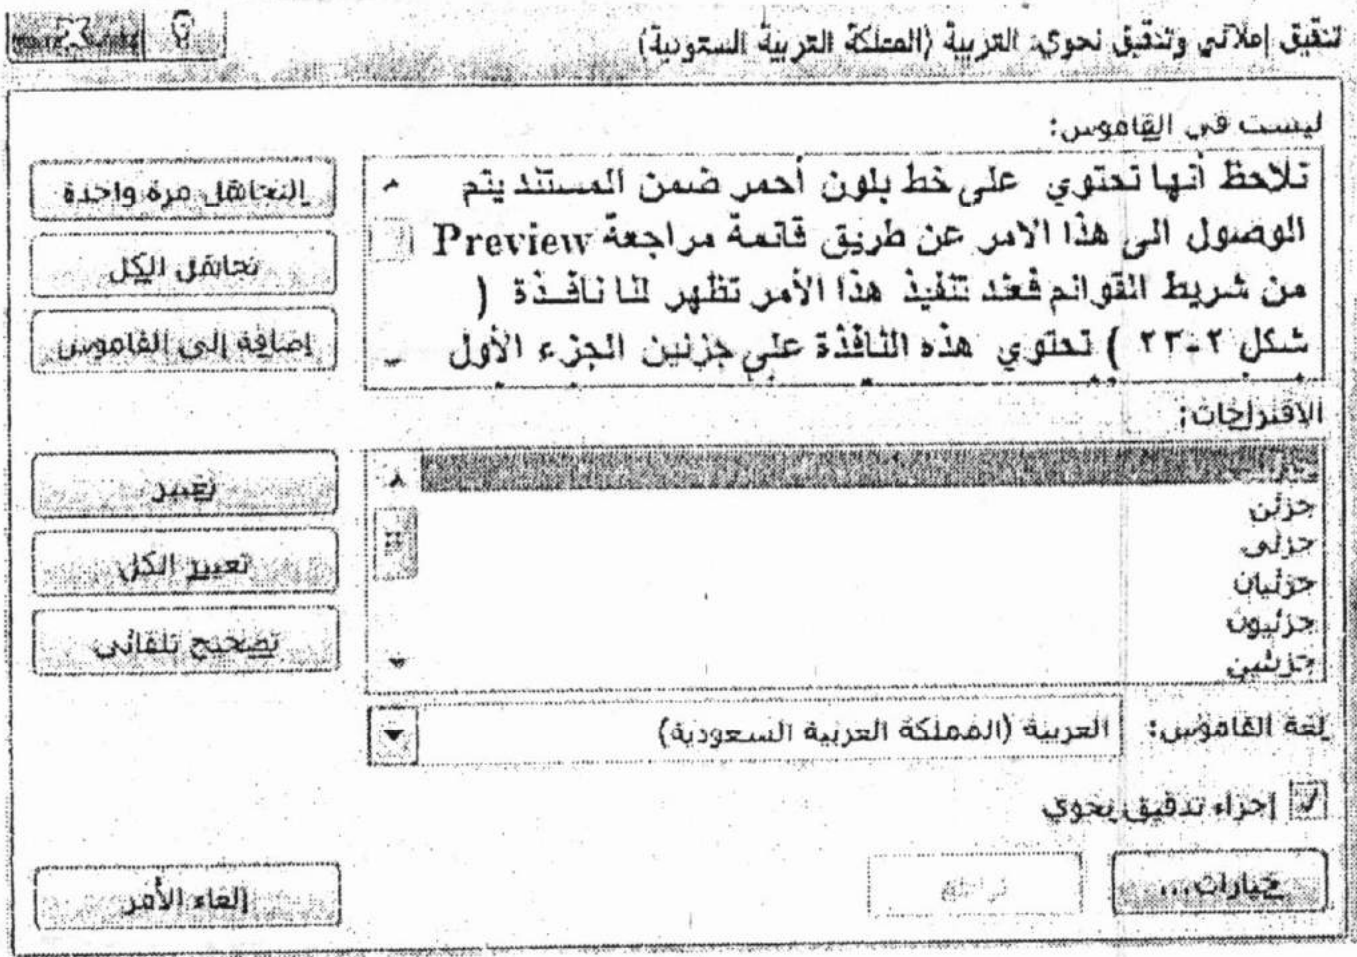 تدقيق إملائي وتدقيق نحوي: العربية (المملكة العربية السعودية)
ليست في القاموس:
تلاحظ أنها تحتوي على خط بلون أحمر ضمن المستند يتم
الوصول الى هذا الامر عن طريق قائمة مراجعة Preview
من شريط القوائم فعند تنفيذ هذا الأمر تظهر لنا نافذة (
شكل ٢-٢٣ ) تحتوي هذه النافذة على جزئين الجزء الأول
التجاهل مرة واحدة
تجاهل الكل
إضافة إلى القاموس
الاقتراحات:
جزئن
جزئي
جزئيان
جزئيون
جزيئين
تغيير
تغيير الكل
تصحيح تلقائي
لغة القاموس: العربية (المملكة العربية السعودية)
إجراء تدقيق نحوي
خيارات...
تراجع
إلغاء الأمر